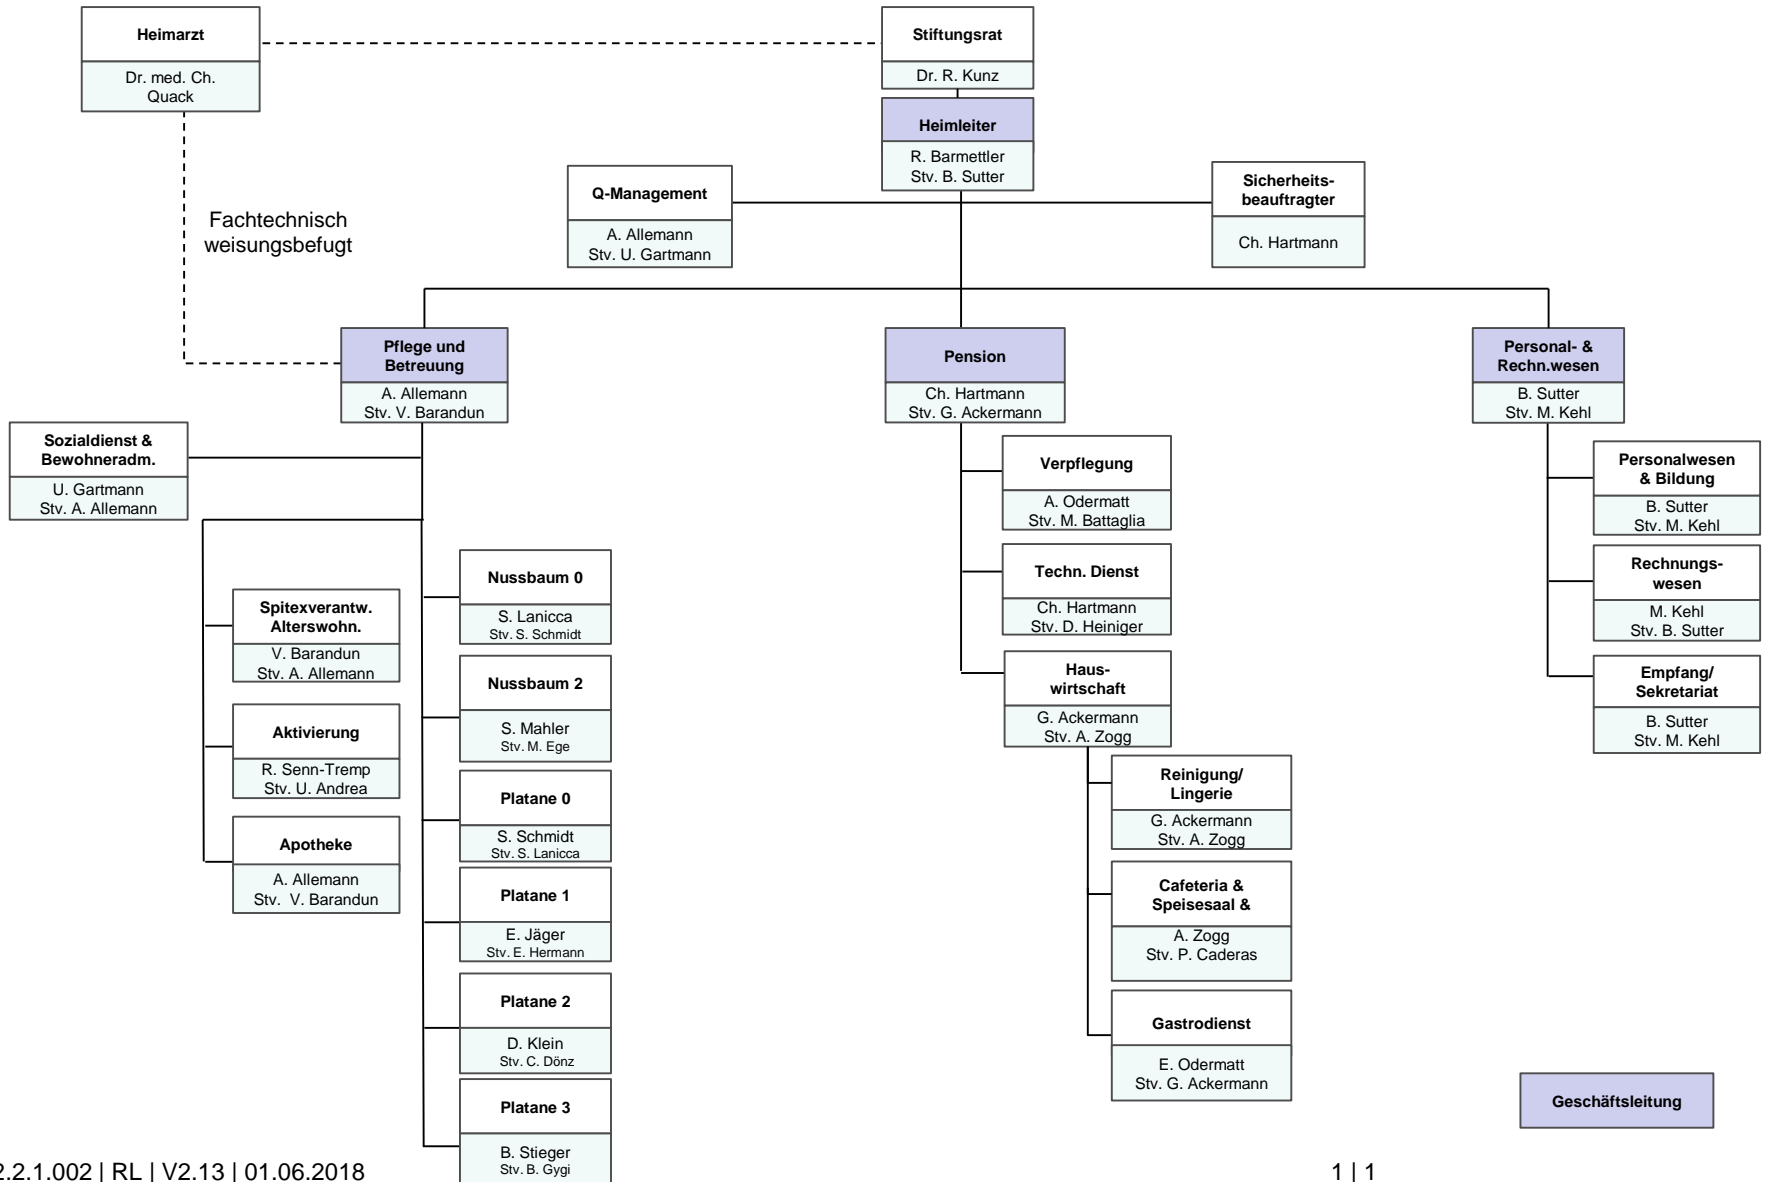 Heimarzt
Dr. med. Ch.
Quack
Stiftungsrat
Dr. R. Kunz
Heimleiter
R. Barmettler
Stv. B. Sutter
Q-Management
A. Allemann
Stv. U. Gartmann
Sicherheits-
beauftragter
Ch. Hartmann
Fachtechnisch
weisungsbefugt
Pflege und
Betreuung
A. Allemann
Stv. V. Barandun
Pension
Ch. Hartmann
Stv. G. Ackermann
Personal- &
Rechn.wesen
B. Sutter
Stv. M. Kehl
Sozialdienst &
Bewohneradm.
U. Gartmann
Stv. A. Allemann
Spitexverantw.
Alterswohn.
V. Barandun
Stv. A. Allemann
Aktivierung
R. Senn-Tremp
Stv. U. Andrea
Apotheke
A. Allemann
Stv. V. Barandun
Nussbaum 0
S. Lanicca
Stv. S. Schmidt
Nussbaum 2
S. Mahler
Stv. M. Ege
Platane 0
S. Schmidt
Stv. S. Lanicca
Platane 1
E. Jäger
Stv. E. Hermann
Platane 2
D. Klein
Stv. C. Dönz
Platane 3
B. Stieger
Stv. B. Gygi
Verpflegung
A. Odermatt
Stv. M. Battaglia
Techn. Dienst
Ch. Hartmann
Stv. D. Heiniger
Haus-
wirtschaft
G. Ackermann
Stv. A. Zogg
Reinigung/
Lingerie
G. Ackermann
Stv. A. Zogg
Cafeteria &
Speisesaal &
A. Zogg
Stv. P. Caderas
Gastrodienst
E. Odermatt
Stv. G. Ackermann
Personalwesen
& Bildung
B. Sutter
Stv. M. Kehl
Rechnungs-
wesen
M. Kehl
Stv. B. Sutter
Empfang/
Sekretariat
B. Sutter
Stv. M. Kehl
Geschäftsleitung
2.2.1.002 | RL | V2.13 | 01.06.2018
1 | 1